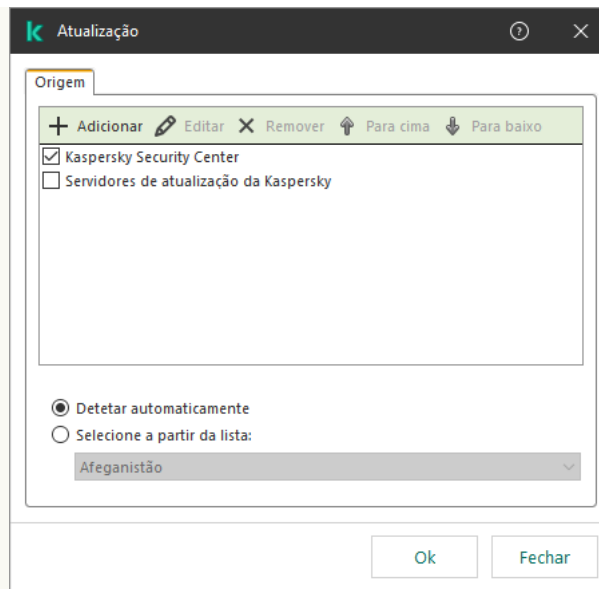 Atualização
Origem
Adicionar Editar Remover Para cima Para baixo
Kaspersky Security Center
Servidores de atualização da Kaspersky
Detetar automaticamente
Selecione a partir da lista:
Afeganistão
Ok Fechar